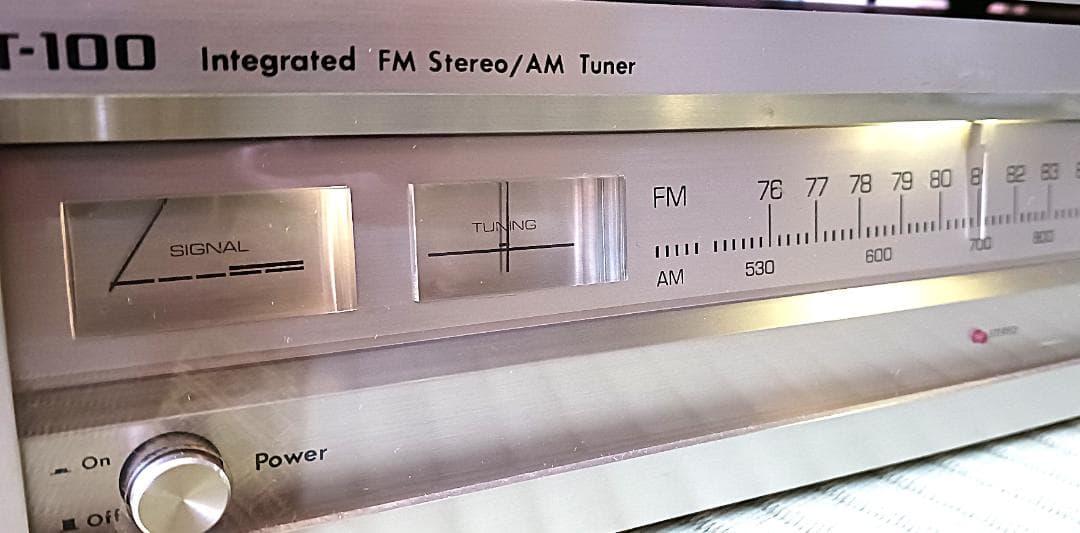 T-100 Integrated FM Stereo/AM Tuner
SIGNAL
TUNING
FM 76 77 78 79 80 82 83
AM 530 600 700 800
On
Power
Off